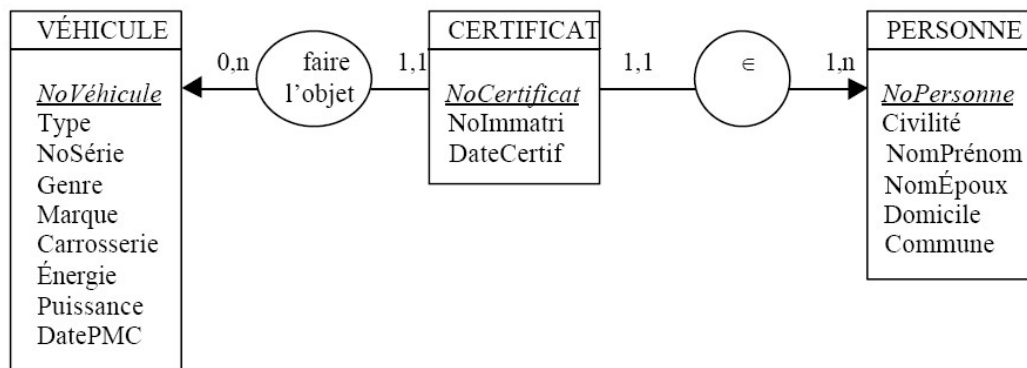 VÉHICULE
NoVéhicule
Type
NoSérie
Genre
Marque
Carrosserie
Énergie
Puissance
DatePMC
0,n
faire
l’objet
1,1
CERTIFICAT
NoCertificat
NoImmatri
DateCertif
1,1
∈
1,n
PERSONNE
NoPersonne
Civilité
NomPrénom
NomÉpoux
Domicile
Commune